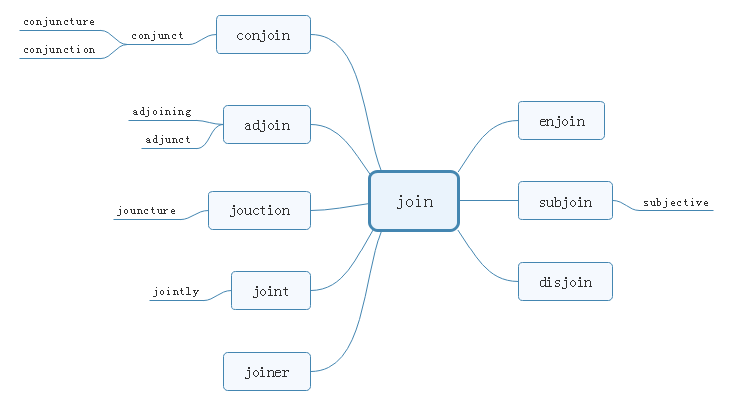 conjuncture
conjunction
conjunct
conjoin
adjoining
adjunct
adjoin
jouncture
jouction
jointly
joint
joiner
join
enjoin
subjoin
subjective
disjoin